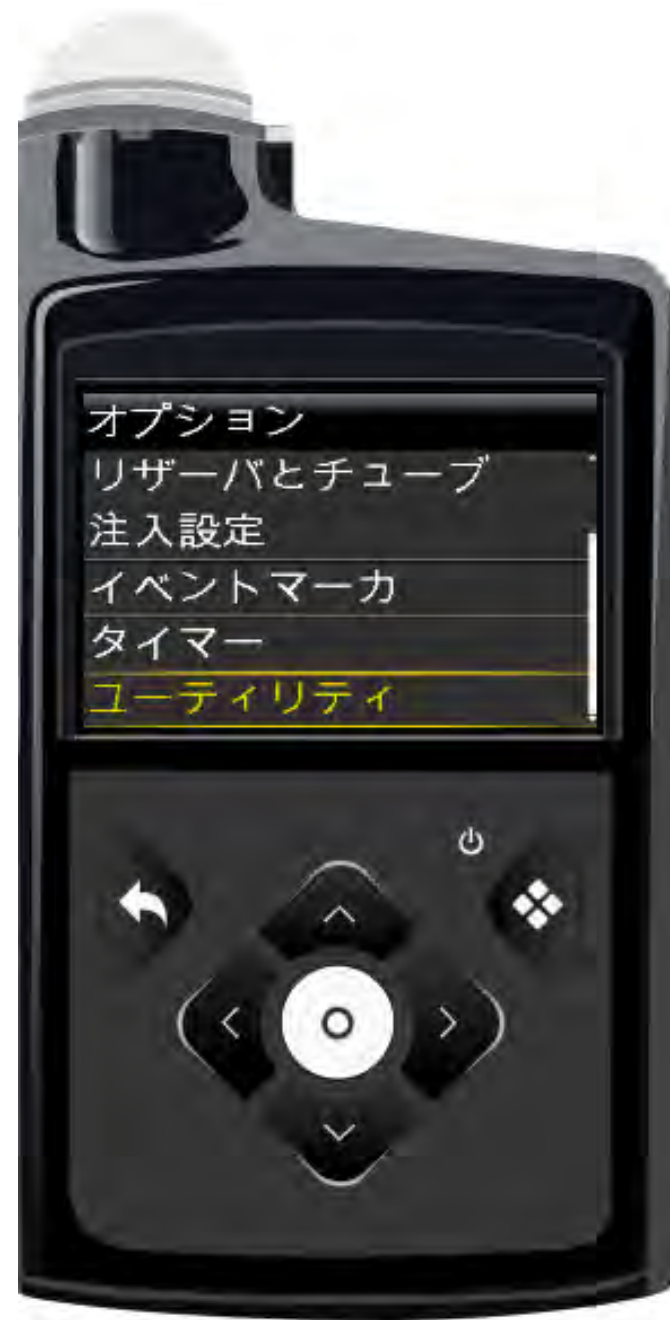 オプション
リザーバとチューブ
注入設定
イベントマーカ
タイマー
ユーティリティ